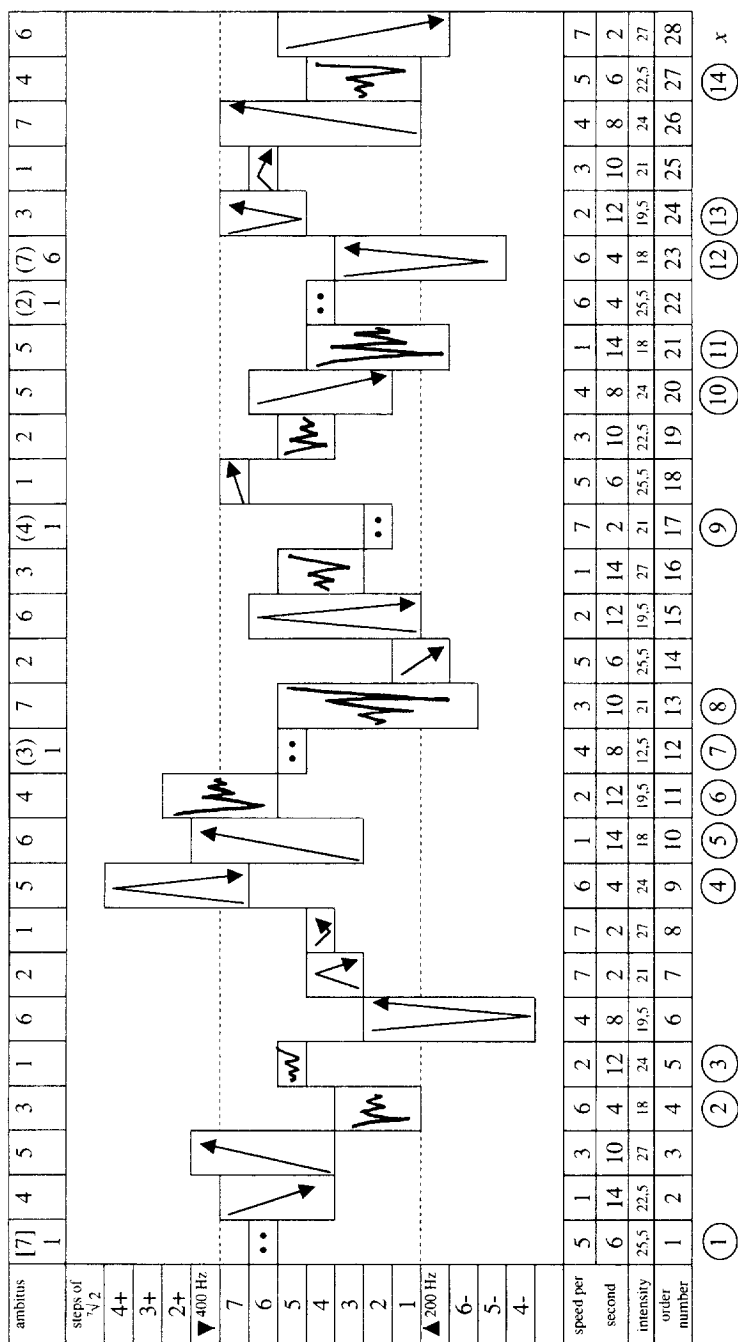 ambitus [7] 4 5 3 1 6 2 1 5 6 4 (3) 7 2 6 3 (4) 1 2 5 5 (2) (7) 3 1 7 4 6
1 1 1 1 6
steps of
⁷√2
4+
3+
2+
▼ 400 Hz
7
6
5
4
3
2
1
▲ 200 Hz
6-
5-
4-
speed per 5 1 3 6 2 4 7 7 6 1 2 4 3 5 2 1 7 5 3 4 1 6 6 2 3 4 5 7
second 6 14 10 4 12 8 2 2 4 14 12 8 10 6 12 14 2 6 10 8 14 4 4 12 10 8 6 2
intensity 25,5 22,5 27 18 24 19,5 21 27 24 18 19,5 12,5 21 25,5 19,5 27 21 25,5 22,5 24 18 25,5 18 19,5 21 24 22,5 27
order
number 1 2 3 4 5 6 7 8 9 10 11 12 13 14 15 16 17 18 19 20 21 22 23 24 25 26 27 28
1 2 3 4 5 6 7 8 9 10 11 12 13 14 x